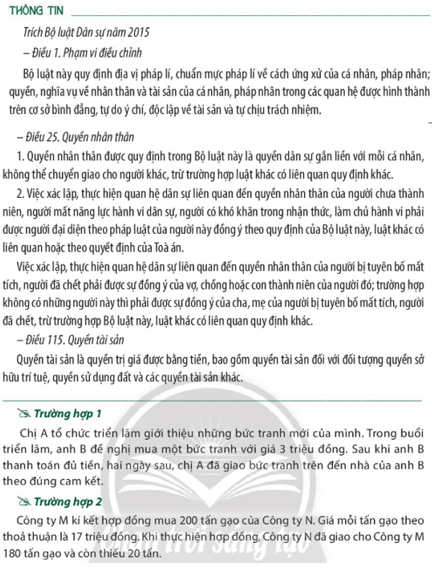 THÔNG TIN
Trích Bộ luật Dân sự năm 2015
– Điều 1. Phạm vi điều chỉnh
Bộ luật này quy định địa vị pháp lí, chuẩn mực pháp lí về cách ứng xử của cá nhân, pháp nhân;
quyền, nghĩa vụ về nhân thân và tài sản của cá nhân, pháp nhân trong các quan hệ được hình thành
trên cơ sở bình đẳng, tự do ý chí, độc lập về tài sản và tự chịu trách nhiệm.
– Điều 25. Quyền nhân thân
1. Quyền nhân thân được quy định trong Bộ luật này là quyền dân sự gắn liền với mỗi cá nhân,
không thể chuyển giao cho người khác, trừ trường hợp luật khác có liên quan quy định khác.
2. Việc xác lập, thực hiện quan hệ dân sự liên quan đến quyền nhân thân của người chưa thành
niên, người mất năng lực hành vi dân sự, người có khó khăn trong nhận thức, làm chủ hành vi phải
được người đại diện theo pháp luật của người này đồng ý theo quy định của Bộ luật này, luật khác có
liên quan hoặc theo quyết định của Toà án.
Việc xác lập, thực hiện quan hệ dân sự liên quan đến quyền nhân thân của người bị tuyên bố mất
tích, người đã chết phải được sự đồng ý của vợ, chồng hoặc con thành niên của người đó; trường hợp
không có những người này thì phải được sự đồng ý của cha, mẹ của người bị tuyên bố mất tích, người
đã chết, trừ trường hợp Bộ luật này, luật khác có liên quan quy định khác.
– Điều 115. Quyền tài sản
Quyền tài sản là quyền trị giá được bằng tiền, bao gồm quyền tài sản đối với đối tượng quyền sở
hữu trí tuệ, quyền sử dụng đất và các quyền tài sản khác.
Trường hợp 1
Chị A tổ chức triển lãm giới thiệu những bức tranh mới của mình. Trong buổi
triển lãm, anh B đề nghị mua một bức tranh với giá 3 triệu đồng. Sau khi anh B
thanh toán đủ tiền, hai ngày sau, chị A đã giao bức tranh trên đến nhà của anh B
theo đúng cam kết.
Trường hợp 2
Công ty M kí kết hợp đồng mua 200 tấn gạo của Công ty N. Giá mỗi tấn gạo theo
thoả thuận là 17 triệu đồng. Khi thực hiện hợp đồng, Công ty N đã giao cho Công ty M
180 tấn gạo và còn thiếu 20 tấn.
Chân trời sáng tạo